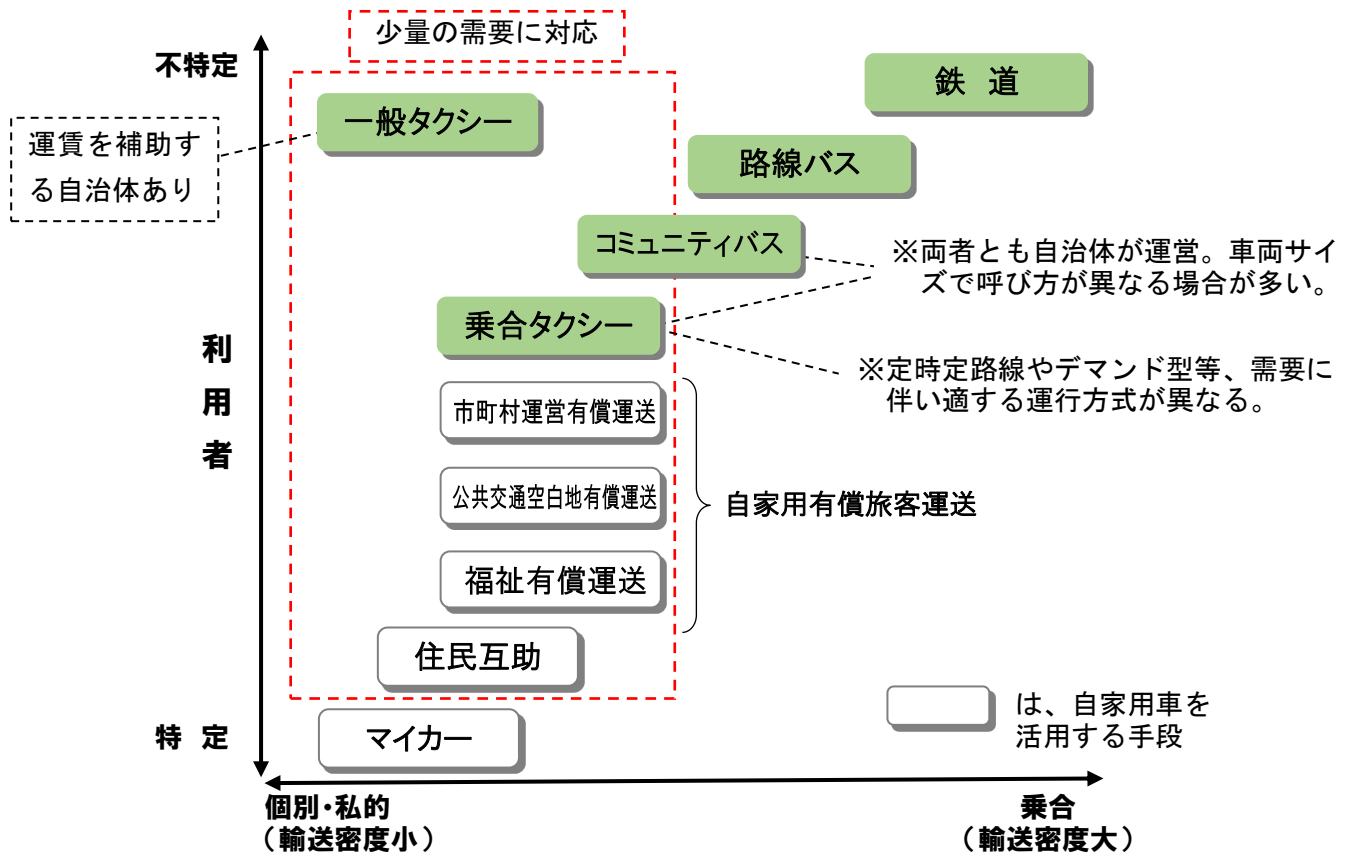 少量の需要に対応
不特定
鉄 道
一般タクシー
運賃を補助す
る自治体あり
路線バス
コミュニティバス
※両者とも自治体が運営。車両サイ
ズで呼び方が異なる場合が多い。
乗合タクシー
利用者
※定時定路線やデマンド型等、需要に
伴い適する運行方式が異なる。
市町村運営有償運送
公共交通空白地有償運送
自家用有償旅客運送
福祉有償運送
住民互助
は、自家用車を
活用する手段
特 定
マイカー
個別・私的
（輸送密度小）
乗合
（輸送密度大）